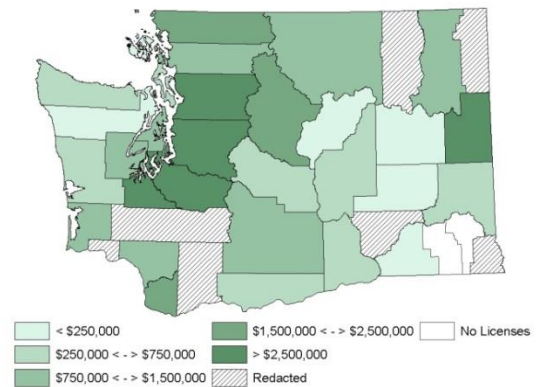 < $250,000
$250,000 < - > $750,000
$750,000 < - > $1,500,000
$1,500,000 < - > $2,500,000
> $2,500,000
Redacted
No Licenses